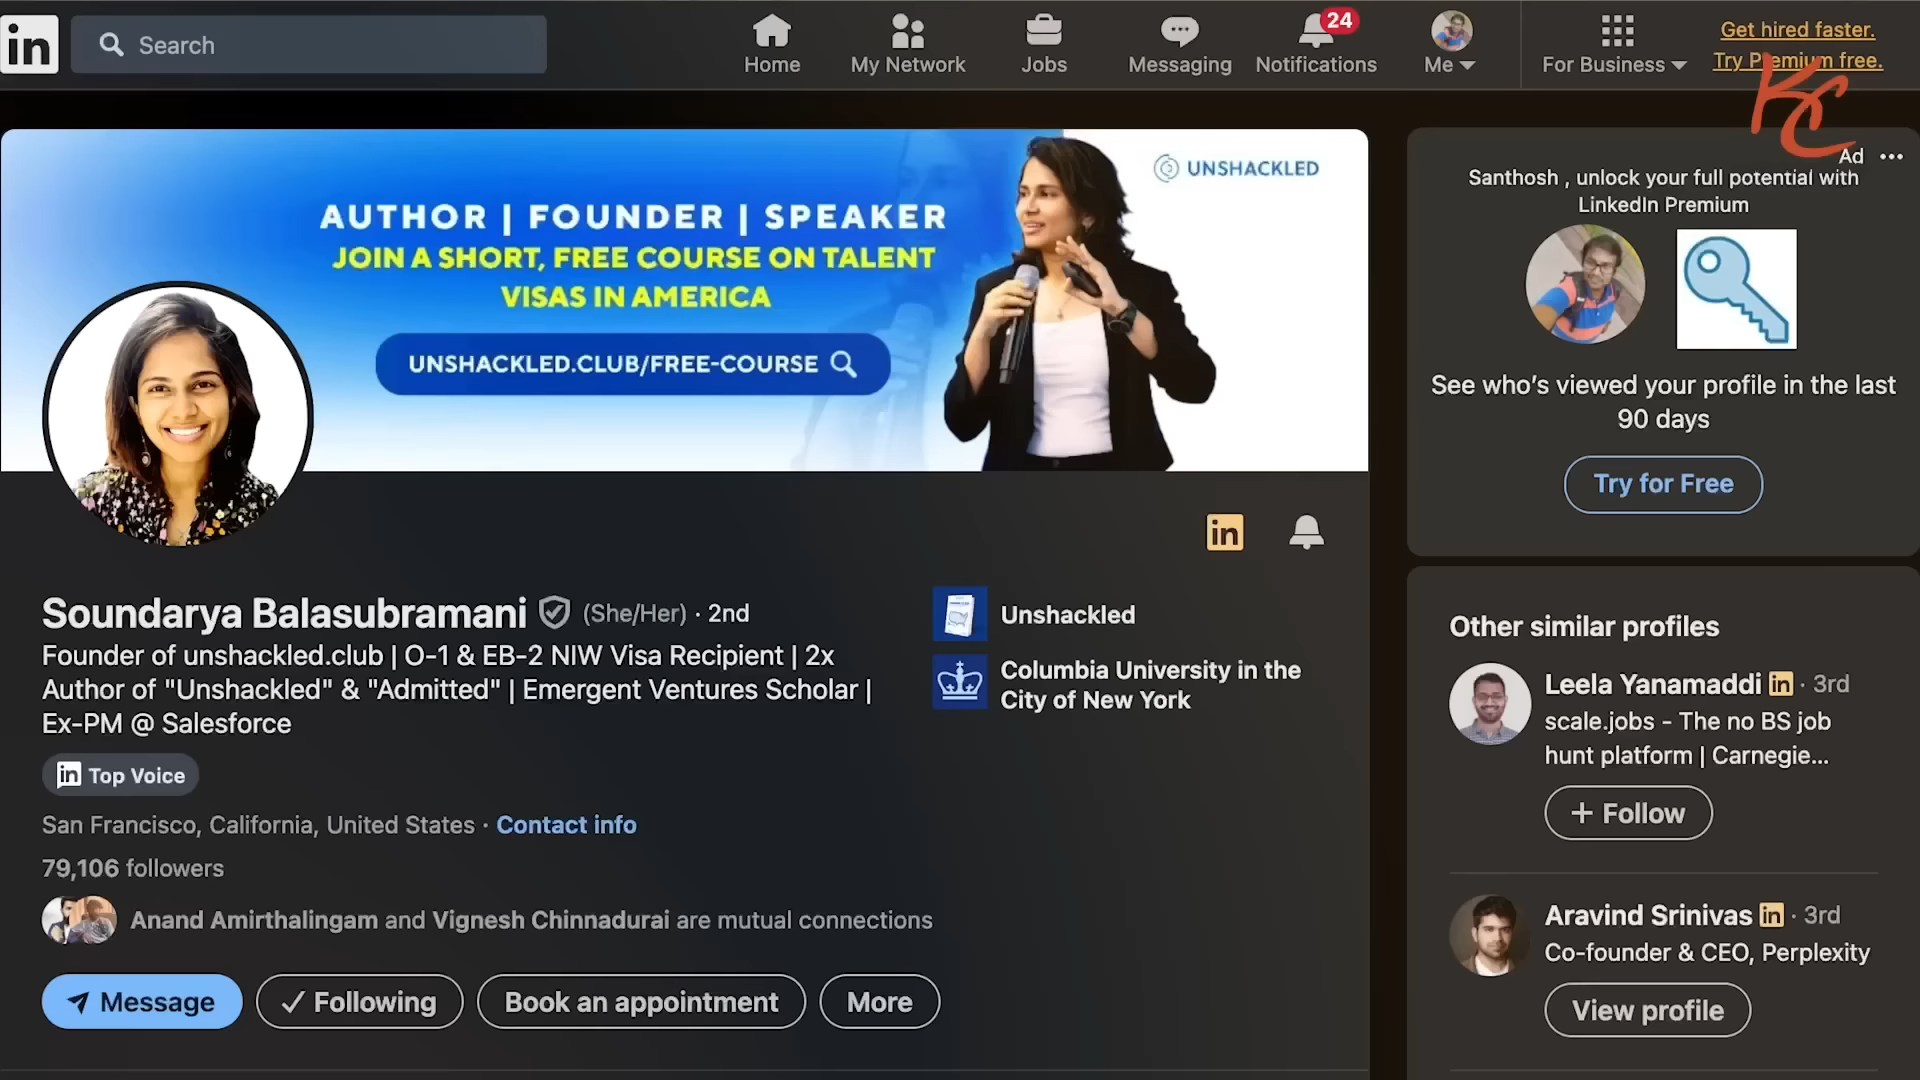 in
Search
Home
My Network
Jobs
Messaging
24
Notifications
Me
For Business
Get hired faster.
Try Premium free.
KC
UNSHACKLED
AUTHOR | FOUNDER | SPEAKER
JOIN A SHORT, FREE COURSE ON TALENT
VISAS IN AMERICA
UNSHACKLED.CLUB/FREE-COURSE
in
Soundarya Balasubramani (She/Her) · 2nd
Founder of unshackled.club | O-1 & EB-2 NIW Visa Recipient | 2x
Author of "Unshackled" & "Admitted" | Emergent Ventures Scholar |
Ex-PM @ Salesforce
in Top Voice
San Francisco, California, United States · Contact info
79,106 followers
Anand Amirthalingam and Vignesh Chinnadurai are mutual connections
Message
Following
Book an appointment
More
Unshackled
Columbia University in the
City of New York
Ad
Santhosh , unlock your full potential with
LinkedIn Premium
See who’s viewed your profile in the last
90 days
Try for Free
Other similar profiles
Leela Yanamaddi in · 3rd
scale.jobs - The no BS job
hunt platform | Carnegie...
+ Follow
Aravind Srinivas in · 3rd
Co-founder & CEO, Perplexity
View profile